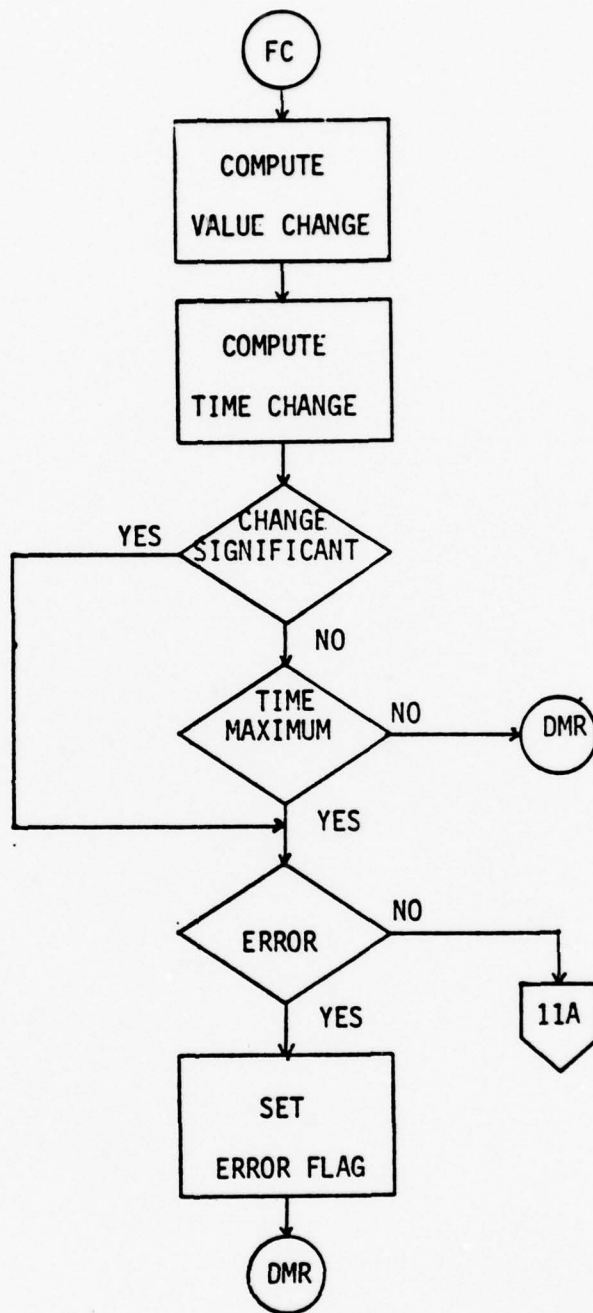 FC
COMPUTE
VALUE CHANGE
COMPUTE
TIME CHANGE
CHANGE
YES
SIGNIFICANT
NO
TIME
MAXIMUM
NO
DMR
YES
ERROR
NO
11A
YES
SET
ERROR FLAG
DMR